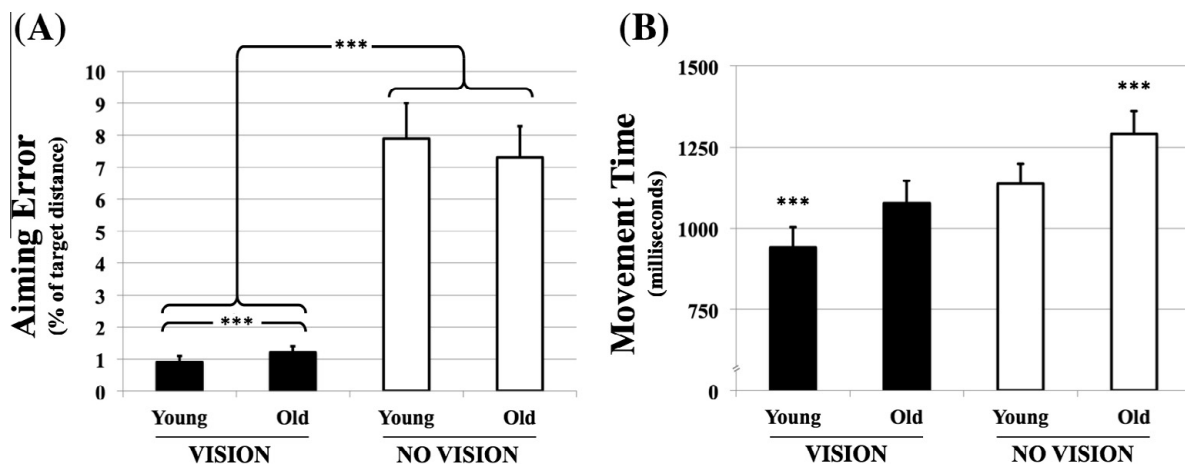 (A)
***
Aiming Error
(% of target distance)
10
9
8
7
6
5
4
3
2
1
0
***
Young Old Young Old
VISION NO VISION
(B)
Movement Time
(milliseconds)
1500
1250
1000
750
0
***
***
Young Old Young Old
VISION NO VISION